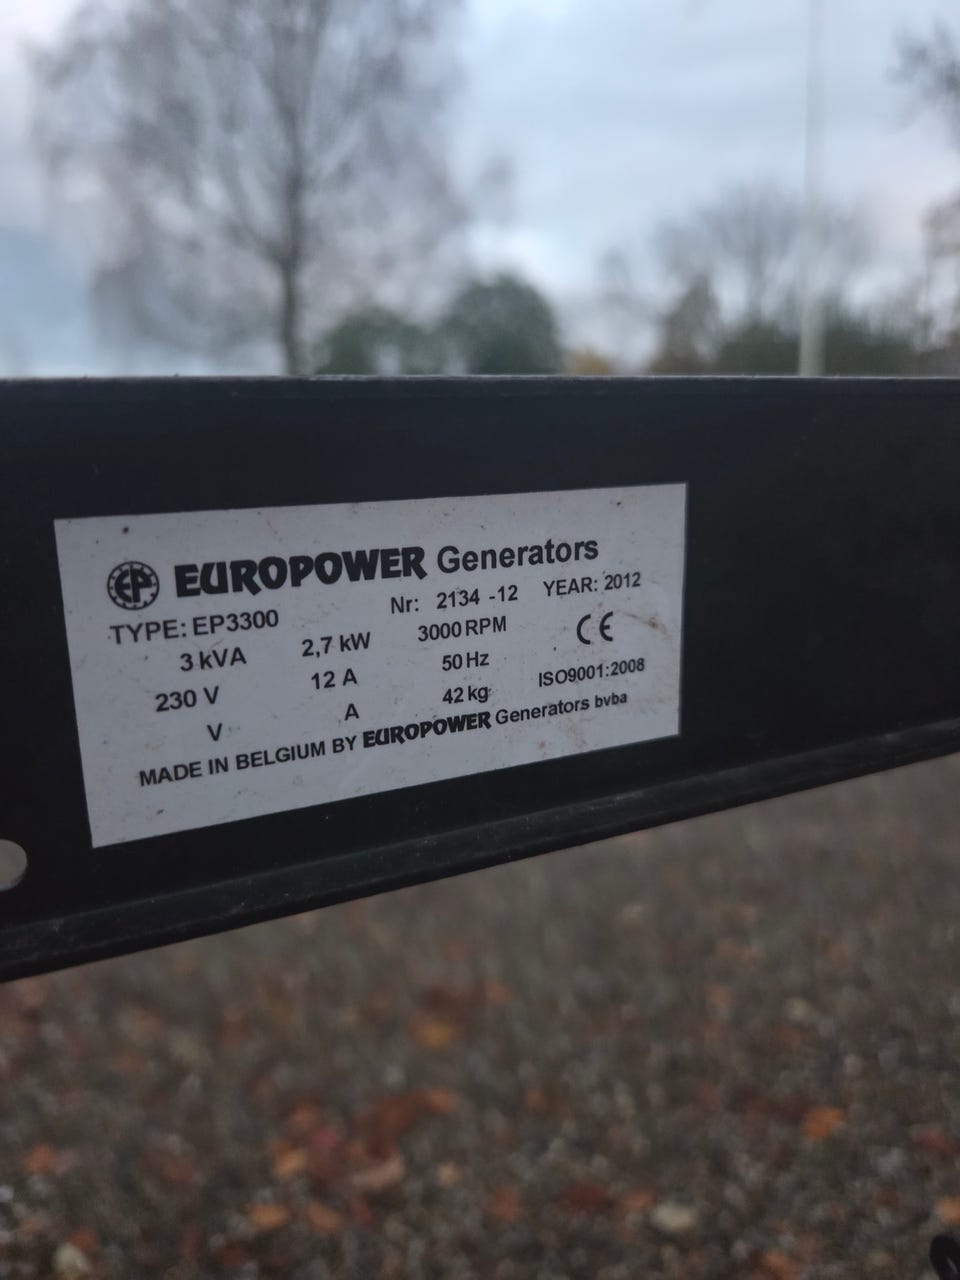 EP EUROPOWER Generators
TYPE: EP3300 Nr: 2134 -12 YEAR: 2012
3 kVA 2,7 kW 3000 RPM CE
230 V 12 A 50 Hz
V A 42 kg ISO9001:2008
MADE IN BELGIUM BY EUROPOWER Generators bvba